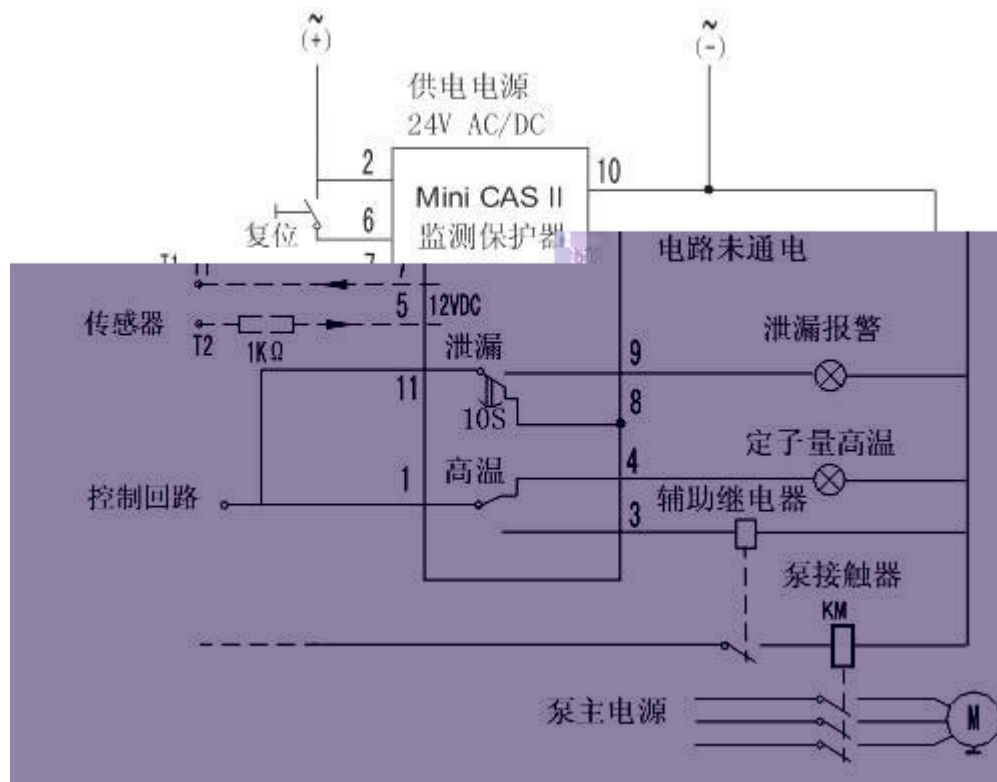 ~ ~
(+) (-)
供电电源
24V AC/DC
2 10
Mini CAS II
复位 6 监测保护器
电路未通电
T1 7
5 12VDC
传感器
T2 1KΩ
泄漏 9 泄漏报警
11
10S 8
定子量高温
高温 4
控制回路 1
辅助继电器
3
泵接触器
KM
泵主电源 M